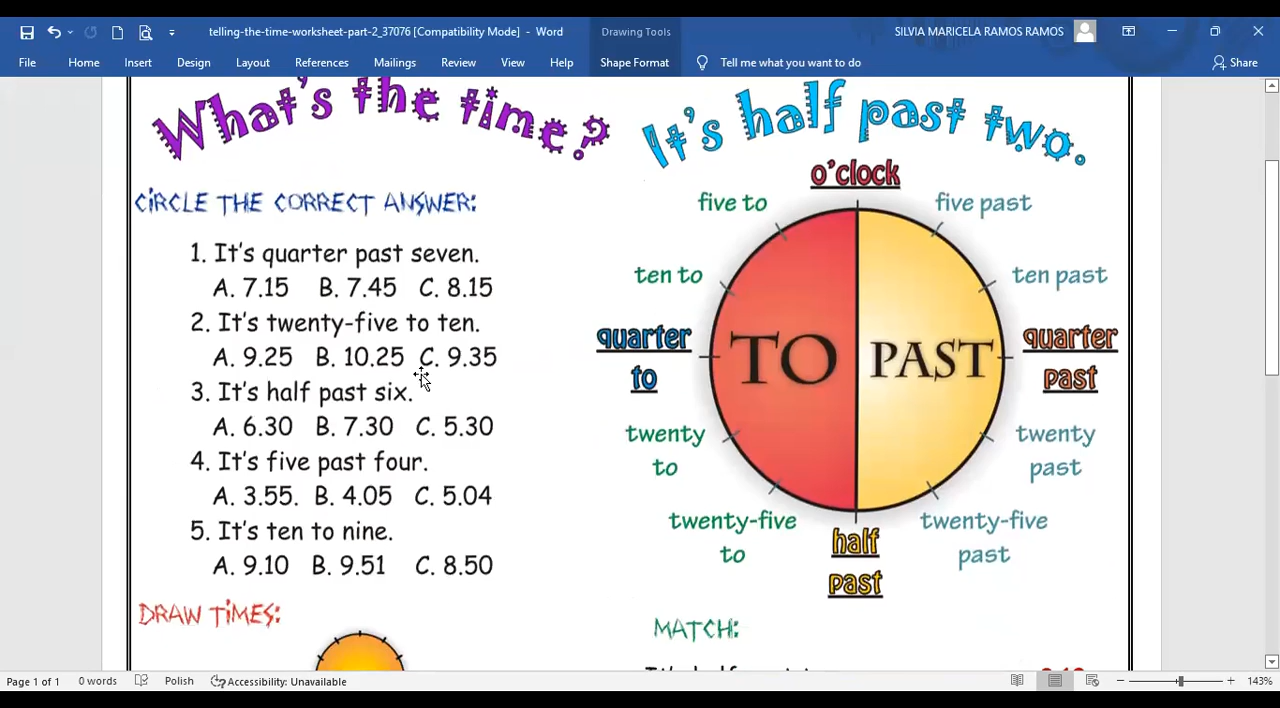 telling-the-time-worksheet-part-2_37076 [Compatibility Mode] - Word
Drawing Tools
SILVIA MARICELA RAMOS RAMOS
File Home Insert Design Layout References Mailings Review View Help Shape Format Tell me what you want to do Share
What's the time?
It's half past two.
CIRCLE THE CORRECT ANSWER:
1. It's quarter past seven.
A. 7.15 B. 7.45 C. 8.15
2. It's twenty-five to ten.
A. 9.25 B. 10.25 C. 9.35
3. It's half past six.
A. 6.30 B. 7.30 C. 5.30
4. It's five past four.
A. 3.55. B. 4.05 C. 5.04
5. It's ten to nine.
A. 9.10 B. 9.51 C. 8.50
DRAW TIMES:
o'clock
five to
five past
ten to
ten past
quarter
to
quarter
past
TO PAST
twenty
to
twenty
past
twenty-five
to
twenty-five
past
half
past
MATCH:
Page 1 of 1 0 words Polish Accessibility: Unavailable 143%